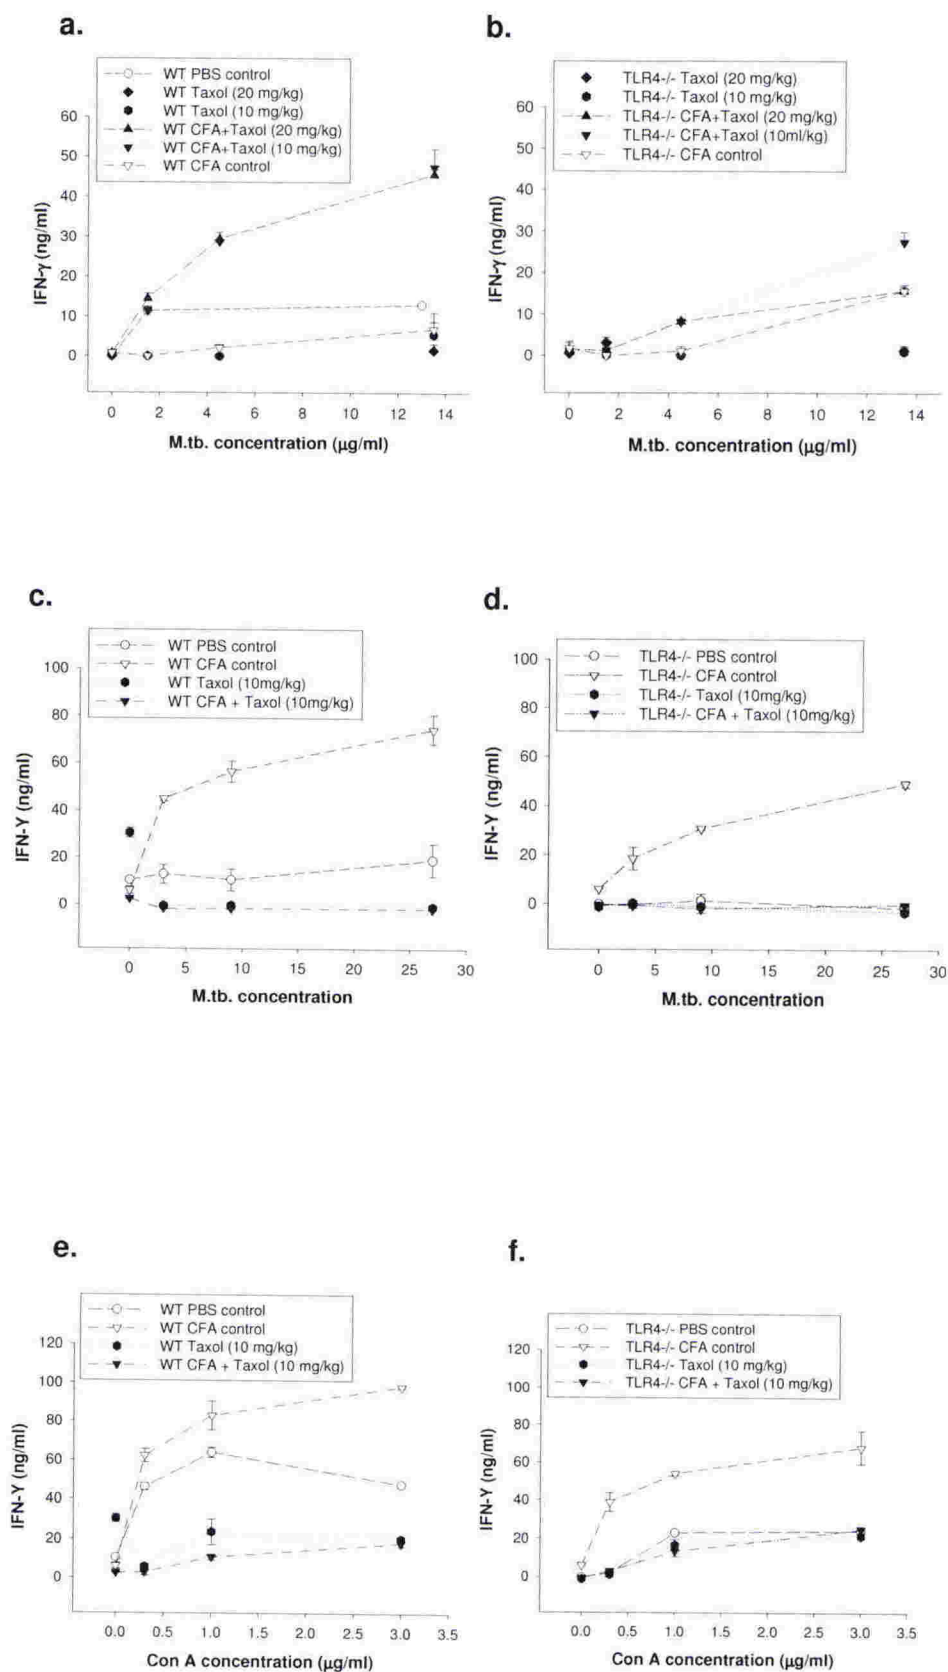 a.
WT PBS control
WT Taxol (20 mg/kg)
WT Taxol (10 mg/kg)
WT CFA+Taxol (20 mg/kg)
WT CFA+Taxol (10 mg/kg)
WT CFA control
60
50
40
30
20
10
0
IFN-γ (ng/ml)
0 2 4 6 8 10 12 14
M.tb. concentration (µg/ml)
b.
TLR4-/- Taxol (20 mg/kg)
TLR4-/- Taxol (10 mg/kg)
TLR4-/- CFA+Taxol (20 mg/kg)
TLR4-/- CFA+Taxol (10ml/kg)
TLR4-/- CFA control
60
50
40
30
20
10
0
IFN-γ (ng/ml)
0 2 4 6 8 10 12 14
M.tb. concentration (µg/ml)
c.
WT PBS control
WT CFA control
WT Taxol (10mg/kg)
WT CFA + Taxol (10mg/kg)
100
80
60
40
20
0
IFN-Y (ng/ml)
0 5 10 15 20 25 30
M.tb. concentration
d.
TLR4-/- PBS control
TLR4-/- CFA control
TLR4-/- Taxol (10mg/kg)
TLR4-/- CFA + Taxol (10mg/kg)
100
80
60
40
20
0
IFN-Y (ng/ml)
0 5 10 15 20 25 30
M.tb. concentration
e.
WT PBS control
WT CFA control
WT Taxol (10 mg/kg)
WT CFA + Taxol (10 mg/kg)
120
100
80
60
40
20
0
IFN-Y (ng/ml)
0.0 0.5 1.0 1.5 2.0 2.5 3.0 3.5
Con A concentration (µg/ml)
f.
TLR4-/- PBS control
TLR4-/- CFA control
TLR4-/- Taxol (10 mg/kg)
TLR4-/- CFA + Taxol (10 mg/kg)
120
100
80
60
40
20
0
IFN-Y (ng/ml)
0.0 0.5 1.0 1.5 2.0 2.5 3.0 3.5
Con A concentration (µg/ml)